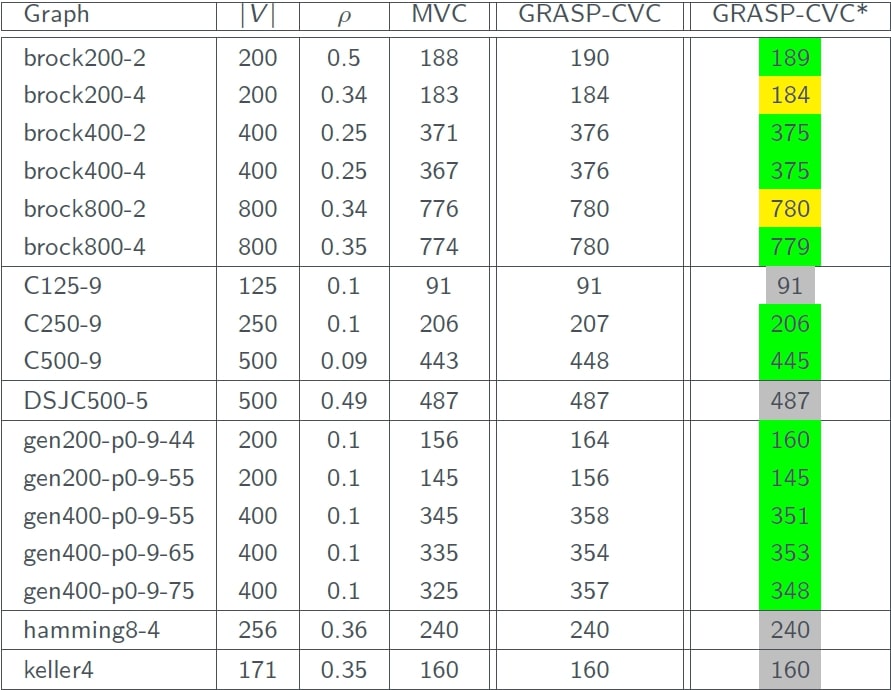 Graph |V| ρ MVC GRASP-CVC GRASP-CVC*
brock200-2 200 0.5 188 190 189
brock200-4 200 0.34 183 184 184
brock400-2 400 0.25 371 376 375
brock400-4 400 0.25 367 376 375
brock800-2 800 0.34 776 780 780
brock800-4 800 0.35 774 780 779
C125-9 125 0.1 91 91 91
C250-9 250 0.1 206 207 206
C500-9 500 0.09 443 448 445
DSJC500-5 500 0.49 487 487 487
gen200-p0-9-44 200 0.1 156 164 160
gen200-p0-9-55 200 0.1 145 156 145
gen400-p0-9-55 400 0.1 345 358 351
gen400-p0-9-65 400 0.1 335 354 353
gen400-p0-9-75 400 0.1 325 357 348
hamming8-4 256 0.36 240 240 240
keller4 171 0.35 160 160 160